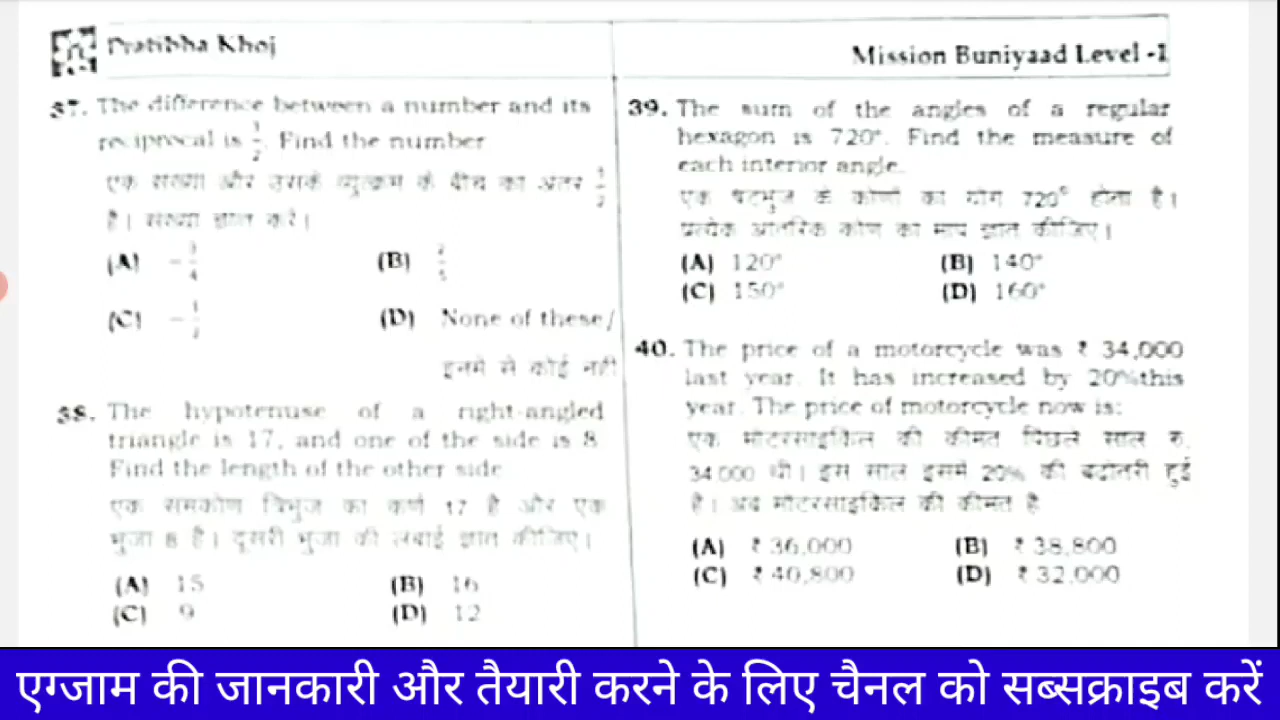 Pratibha Khoj
Mission Buniyaad Level -1
37. The difference between a number and its
reciprocal is 1/2. Find the number
एक संख्या और उसके व्युत्क्रम के बीच का अंतर 1/2
है। संख्या ज्ञात करें।
(A) (B)
(C) (D) None of these/
इनमे से कोई नहीं
38. The hypotenuse of a right-angled
triangle is 17, and one of the side is 8
Find the length of the other side
एक समकोण त्रिभुज का कर्ण 17 है और एक
भुजा 8 है। दूसरी भुजा की लंबाई ज्ञात कीजिए।
(A) 15 (B) 16
(C) 9 (D) 12
39. The sum of the angles of a regular
hexagon is 720°. Find the measure of
each interior angle.
एक षटभुज के कोणों का योग 720° होता है।
प्रत्येक आंतरिक कोण का माप ज्ञात कीजिए।
(A) 120° (B) 140°
(C) 150° (D) 160°
40. The price of a motorcycle was ₹ 34,000
last year. It has increased by 20%this
year. The price of motorcycle now is:
एक मोटरसाइकिल की कीमत पिछले साल रु.
34,000 थी। इस साल इसमें 20% की बढ़ोतरी हुई
है। अब मोटरसाइकिल की कीमत है
(A) ₹ 36,000 (B) ₹ 38,800
(C) ₹ 40,800 (D) ₹ 32,000
एग्जाम की जानकारी और तैयारी करने के लिए चैनल को सब्सक्राइब करें